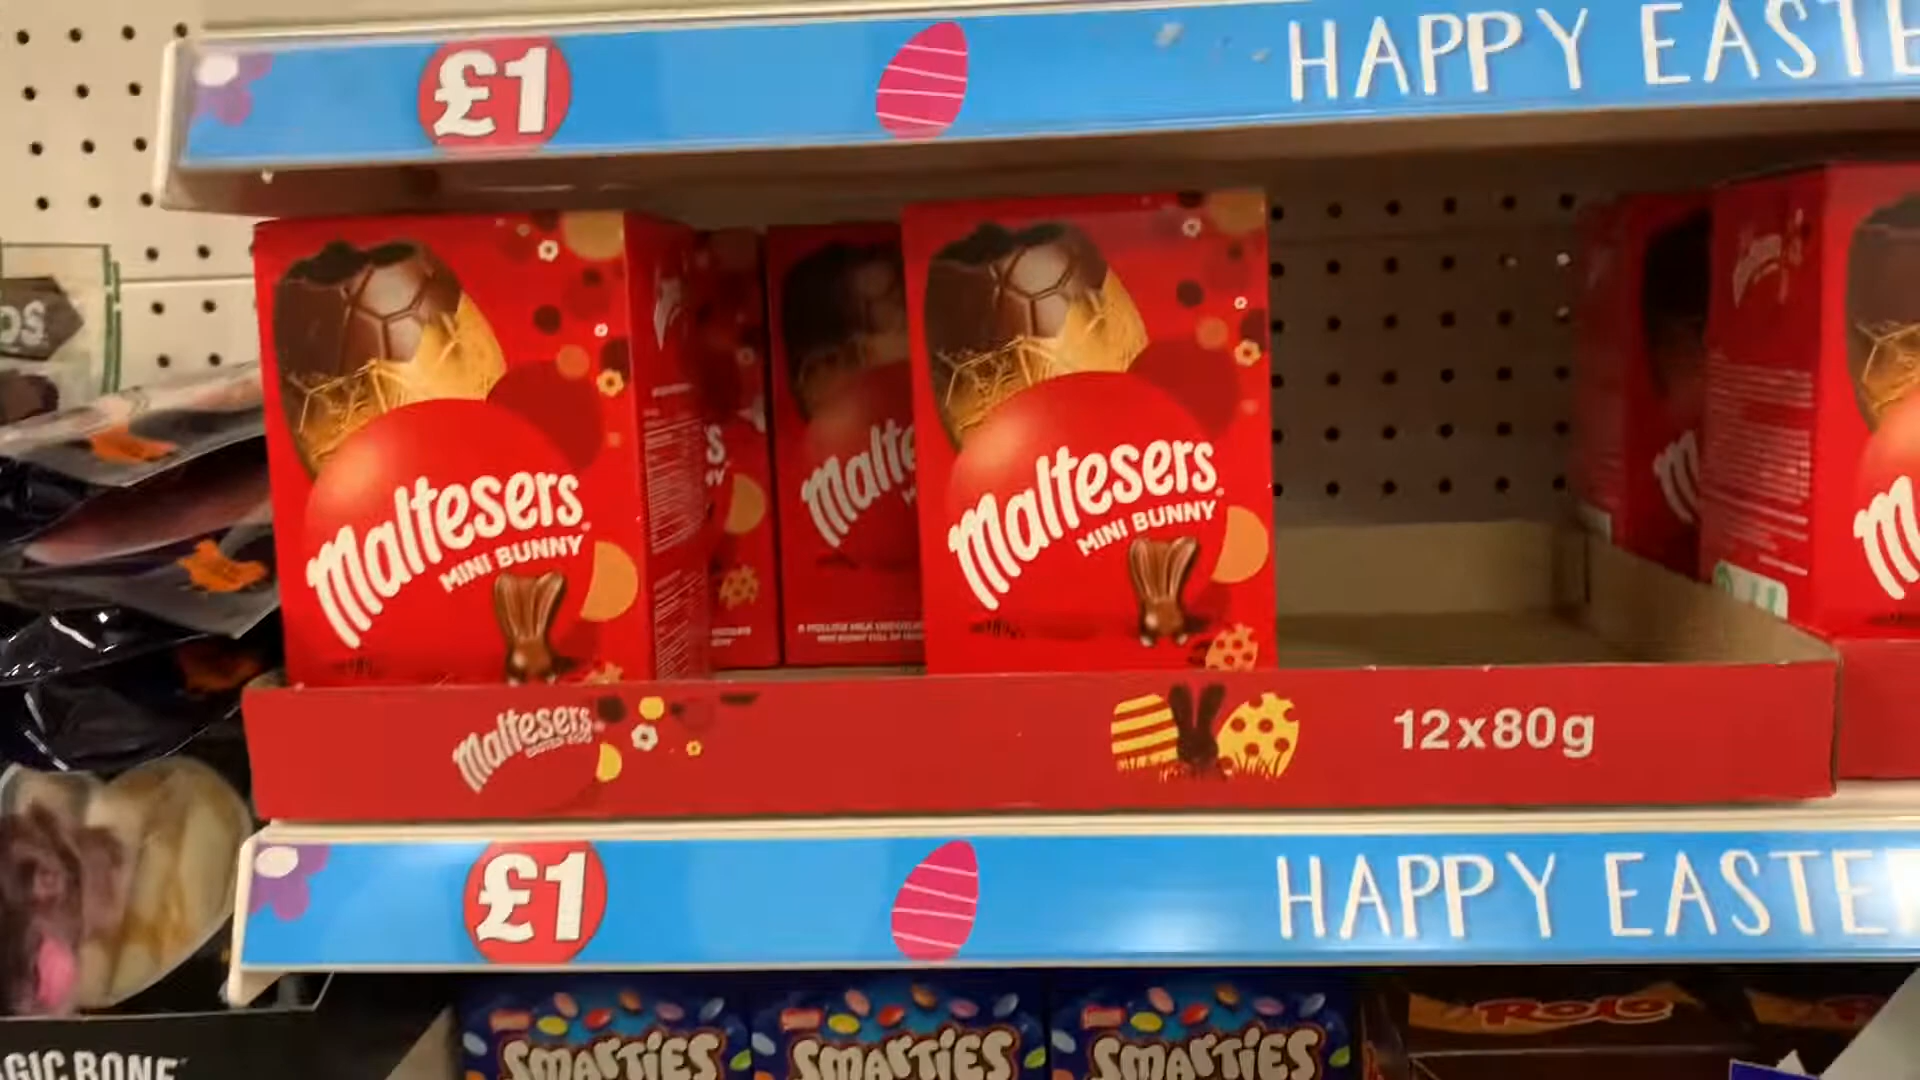 £1
HAPPY EASTE
Maltesers
MINI BUNNY
Malte
Maltesers
MINI BUNNY
M
M
Maltesers
12x80g
£1
HAPPY EASTE
SMARTIES
SMARTIES
SMARTIES
ROLO
GIC BONE